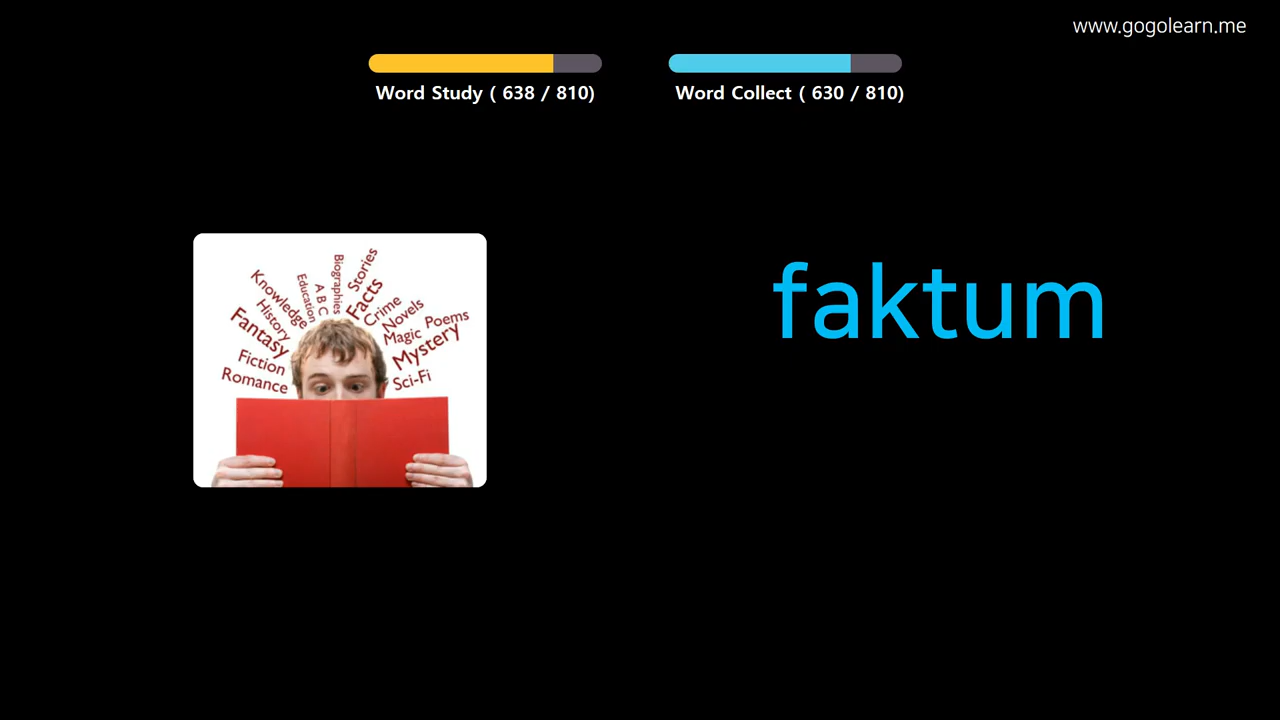 www.gogolearn.me
Word Study ( 638 / 810)
Word Collect ( 630 / 810)
faktum
Biographies
Stories
Knowledge
Education
A B C
Facts
History
Crime
Novels
Fantasy
Magic
Poems
Mystery
Fiction
Romance
Sci-Fi